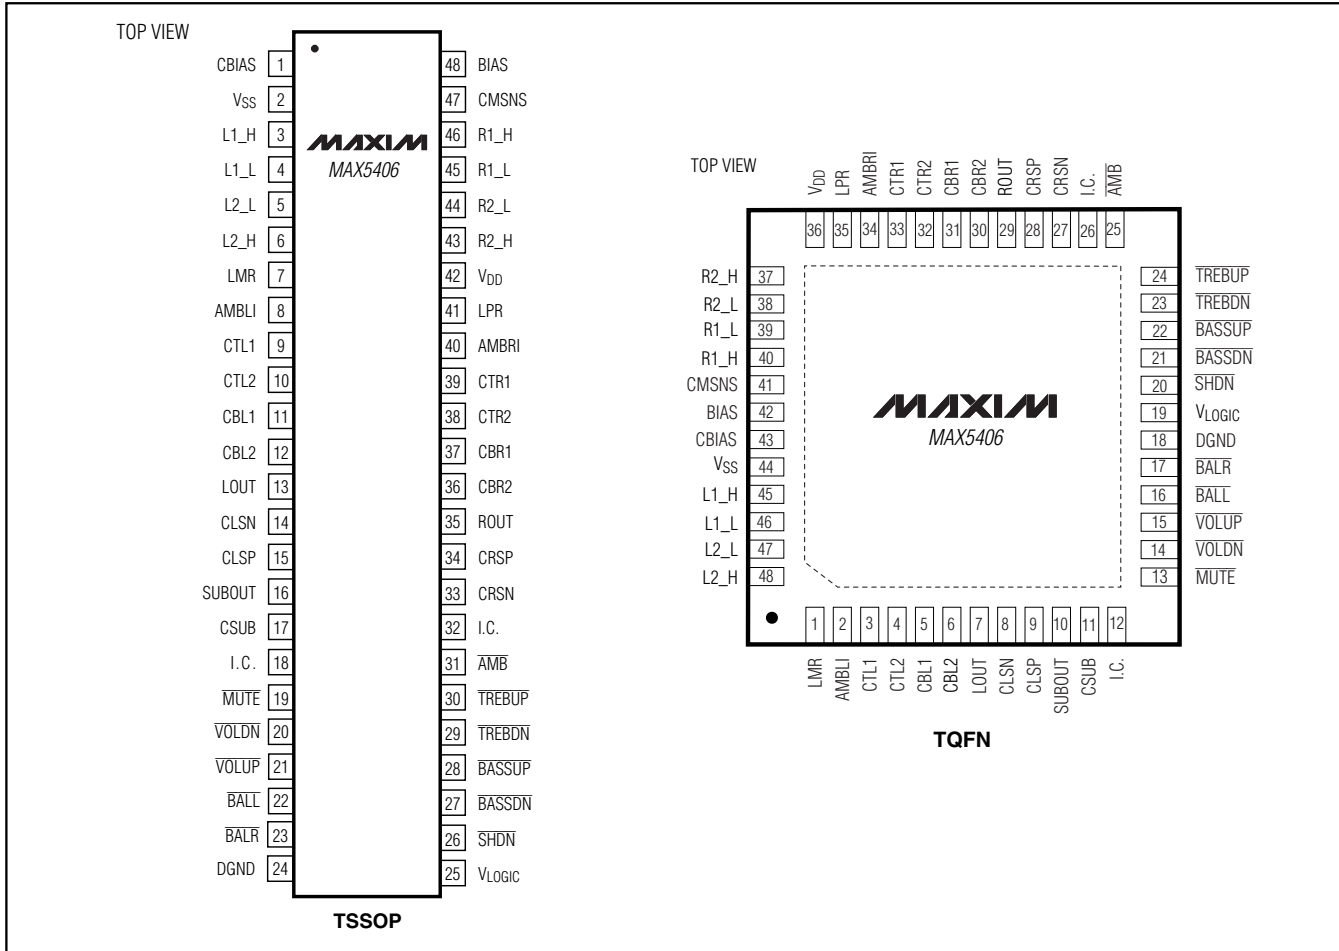 TOP VIEW
CBIAS 1
VSS 2
L1_H 3
L1_L 4
L2_L 5
L2_H 6
LMR 7
AMBLI 8
CTL1 9
CTL2 10
CBL1 11
CBL2 12
LOUT 13
CLSN 14
CLSP 15
SUBOUT 16
CSUB 17
I.C. 18
MUTE 19
VOLDN 20
VOLUP 21
BALL 22
BALR 23
DGND 24
MAXIM
MAX5406
48 BIAS
47 CMSNS
46 R1_H
45 R1_L
44 R2_L
43 R2_H
42 VDD
41 LPR
40 AMBRI
39 CTR1
38 CTR2
37 CBR1
36 CBR2
35 ROUT
34 CRSP
33 CRSN
32 I.C.
31 AMB
30 TREBUP
29 TREBDN
28 BASSUP
27 BASSDN
26 SHDN
25 VLOGIC
TSSOP
TOP VIEW
VDD LPR AMBRI CTR1 CTR2 CBR1 CBR2 ROUT CRSP CRSN I.C. AMB
36 35 34 33 32 31 30 29 28 27 26 25
R2_H 37
R2_L 38
R1_L 39
R1_H 40
CMSNS 41
BIAS 42
CBIAS 43
VSS 44
L1_H 45
L1_L 46
L2_L 47
L2_H 48
MAXIM
MAX5406
24 TREBUP
23 TREBDN
22 BASSUP
21 BASSDN
20 SHDN
19 VLOGIC
18 DGND
17 BALR
16 BALL
15 VOLUP
14 VOLDN
13 MUTE
1 2 3 4 5 6 7 8 9 10 11 12
LMR AMBLI CTL1 CTL2 CBL1 CBL2 LOUT CLSN CLSP SUBOUT CSUB I.C.
TQFN